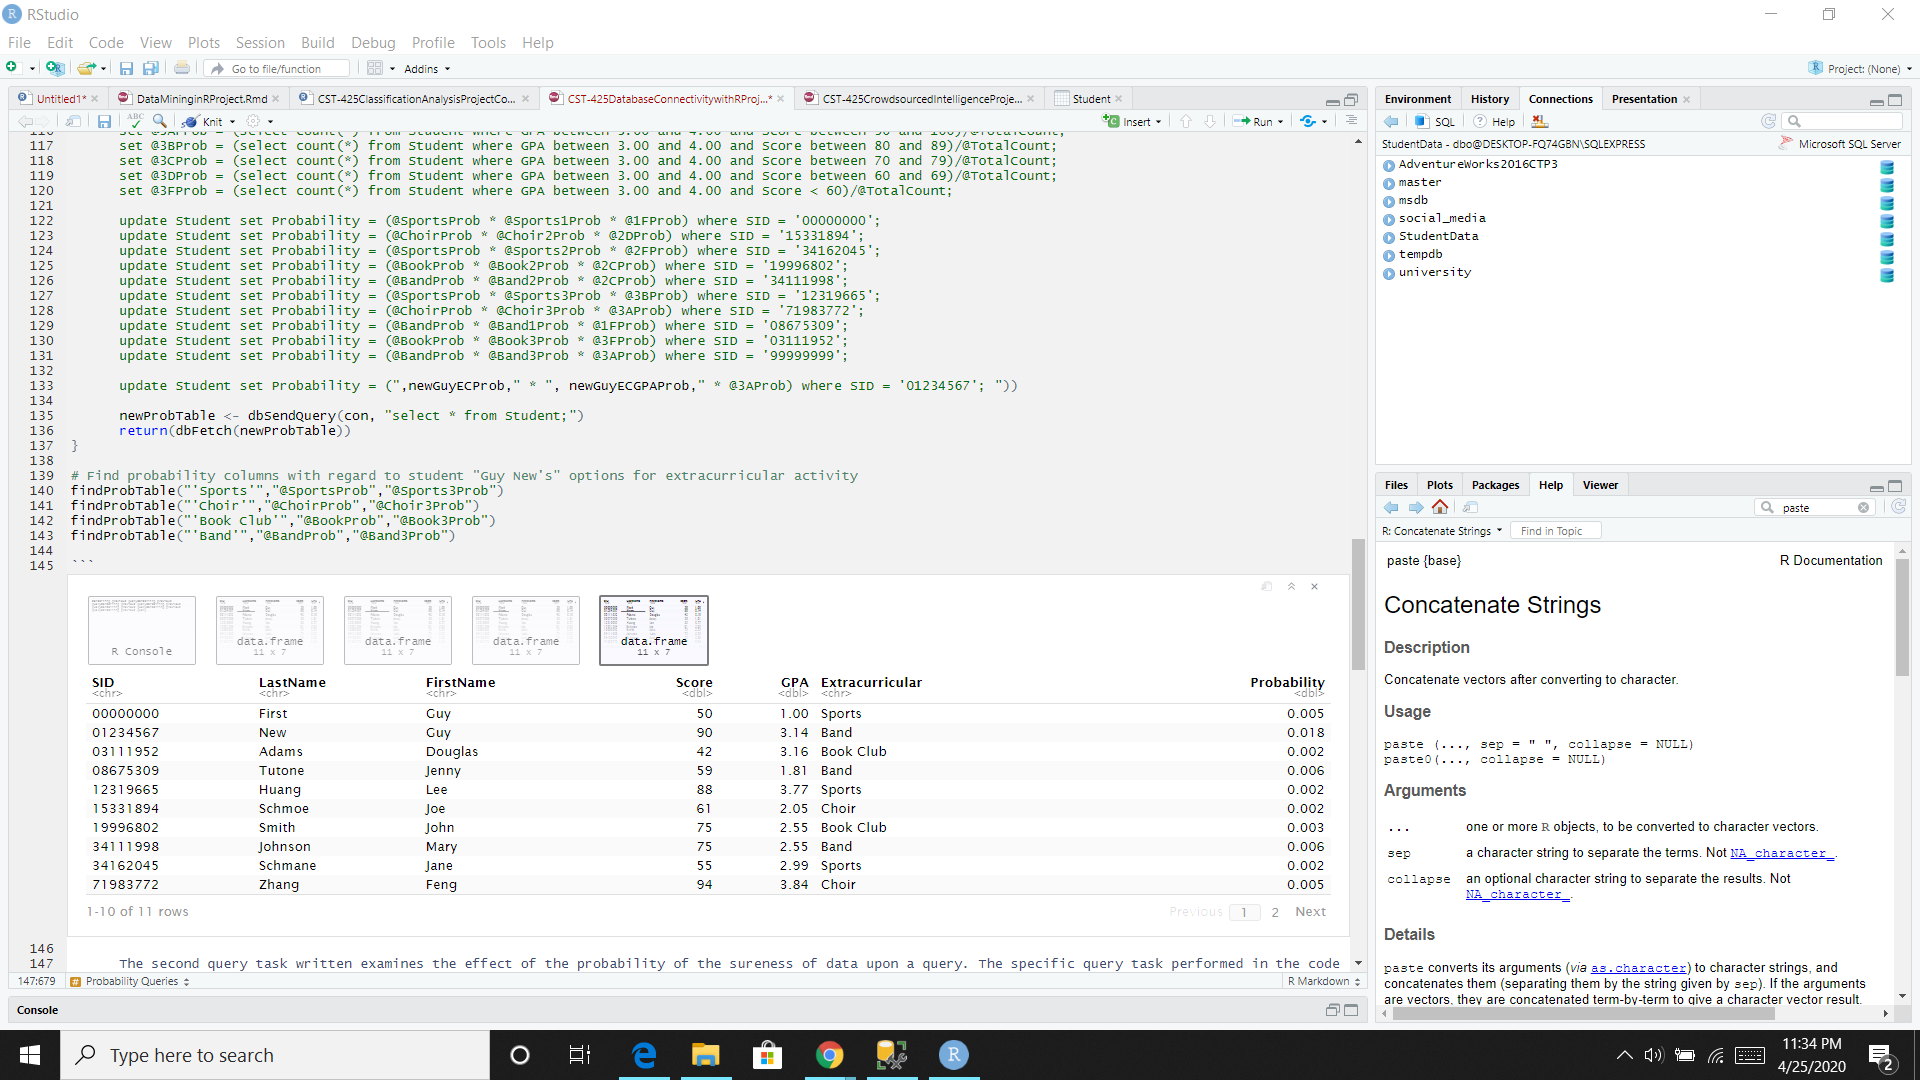 RStudio
File Edit Code View Plots Session Build Debug Profile Tools Help
Go to file/function Addins Project: (None)
Untitled1* DataMininginRProject.Rmd CST-425ClassificationAnalysisProjectCo... CST-425DatabaseConnectivitywithRProj...* CST-425CrowdsourcedIntelligenceProje... Student
ABC Knit Insert Run
117 set @3BProb = (select count(*) from Student where GPA between 3.00 and 4.00 and Score between 80 and 89)/@TotalCount;
118 set @3CProb = (select count(*) from Student where GPA between 3.00 and 4.00 and Score between 70 and 79)/@TotalCount;
119 set @3DProb = (select count(*) from Student where GPA between 3.00 and 4.00 and Score between 60 and 69)/@TotalCount;
120 set @3FProb = (select count(*) from Student where GPA between 3.00 and 4.00 and Score < 60)/@TotalCount;
121
122 update Student set Probability = (@SportsProb * @Sports1Prob * @1FProb) where SID = '00000000';
123 update Student set Probability = (@ChoirProb * @Choir2Prob * @2DProb) where SID = '15331894';
124 update Student set Probability = (@SportsProb * @Sports2Prob * @2FProb) where SID = '34162045';
125 update Student set Probability = (@BookProb * @Book2Prob * @2CProb) where SID = '19996802';
126 update Student set Probability = (@BandProb * @Band2Prob * @2CProb) where SID = '34111998';
127 update Student set Probability = (@SportsProb * @Sports3Prob * @3BProb) where SID = '12319665';
128 update Student set Probability = (@ChoirProb * @Choir3Prob * @3AProb) where SID = '71983772';
129 update Student set Probability = (@BandProb * @Band1Prob * @1FProb) where SID = '08675309';
130 update Student set Probability = (@BookProb * @Book3Prob * @3FProb) where SID = '03111952';
131 update Student set Probability = (@BandProb * @Band3Prob * @3AProb) where SID = '99999999';
132
133 update Student set Probability = (",newGuyECProb," * ", newGuyECGPAProb," * @3AProb) where SID = '01234567'; "))
134
135 newProbTable <- dbSendQuery(con, "select * from Student;")
136 return(dbFetch(newProbTable))
137 }
138
139 # Find probability columns with regard to student "Guy New's" options for extracurricular activity
140 findProbTable("'Sports'","@SportsProb","@Sports3Prob")
141 findProbTable("'Choir'","@ChoirProb","@Choir3Prob")
142 findProbTable("'Book Club'","@BookProb","@Book3Prob")
143 findProbTable("'Band'","@BandProb","@Band3Prob")
144
145 ```
R Console
data.frame 11 x 7
data.frame 11 x 7
data.frame 11 x 7
data.frame 11 x 7
SID LastName FirstName Score GPA Extracurricular Probability
<chr> <chr> <chr> <dbl> <dbl> <chr> <dbl>
00000000 First Guy 50 1.00 Sports 0.005
01234567 New Guy 90 3.14 Band 0.018
03111952 Adams Douglas 42 3.16 Book Club 0.002
08675309 Tutone Jenny 59 1.81 Band 0.006
12319665 Huang Lee 88 3.77 Sports 0.002
15331894 Schmoe Joe 61 2.05 Choir 0.002
19996802 Smith John 75 2.55 Book Club 0.003
34111998 Johnson Mary 75 2.55 Band 0.006
34162045 Schmane Jane 55 2.99 Sports 0.002
71983772 Zhang Feng 94 3.84 Choir 0.005
1-10 of 11 rows Previous 1 2 Next
146
147 The second query task written examines the effect of the probability of the sureness of data upon a query. The specific query task performed in the code
147:679 Probability Queries R Markdown
Console
Environment History Connections Presentation
SQL Help
StudentData - dbo@DESKTOP-FQ74GBN\SQLEXPRESS Microsoft SQL Server
AdventureWorks2016CTP3
master
msdb
social_media
StudentData
tempdb
university
Files Plots Packages Help Viewer
paste
R: Concatenate Strings Find in Topic
paste {base} R Documentation
Concatenate Strings
Description
Concatenate vectors after converting to character.
Usage
paste (..., sep = " ", collapse = NULL)
paste0(..., collapse = NULL)
Arguments
... one or more R objects, to be converted to character vectors.
sep a character string to separate the terms. Not NA_character_.
collapse an optional character string to separate the results. Not
NA_character_.
Details
paste converts its arguments (via as.character) to character strings, and
concatenates them (separating them by the string given by sep). If the arguments
are vectors, they are concatenated term-by-term to give a character vector result.
Type here to search
11:34 PM
4/25/2020
2